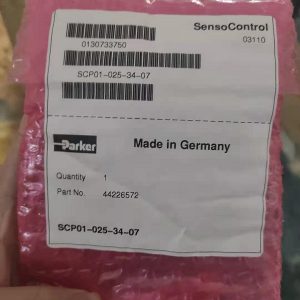 SensoControl
03110
0130733750
SCP01-025-34-07
Parker
Made in Germany
Quantity 1
Part No. 44226572
SCP01-025-34-07